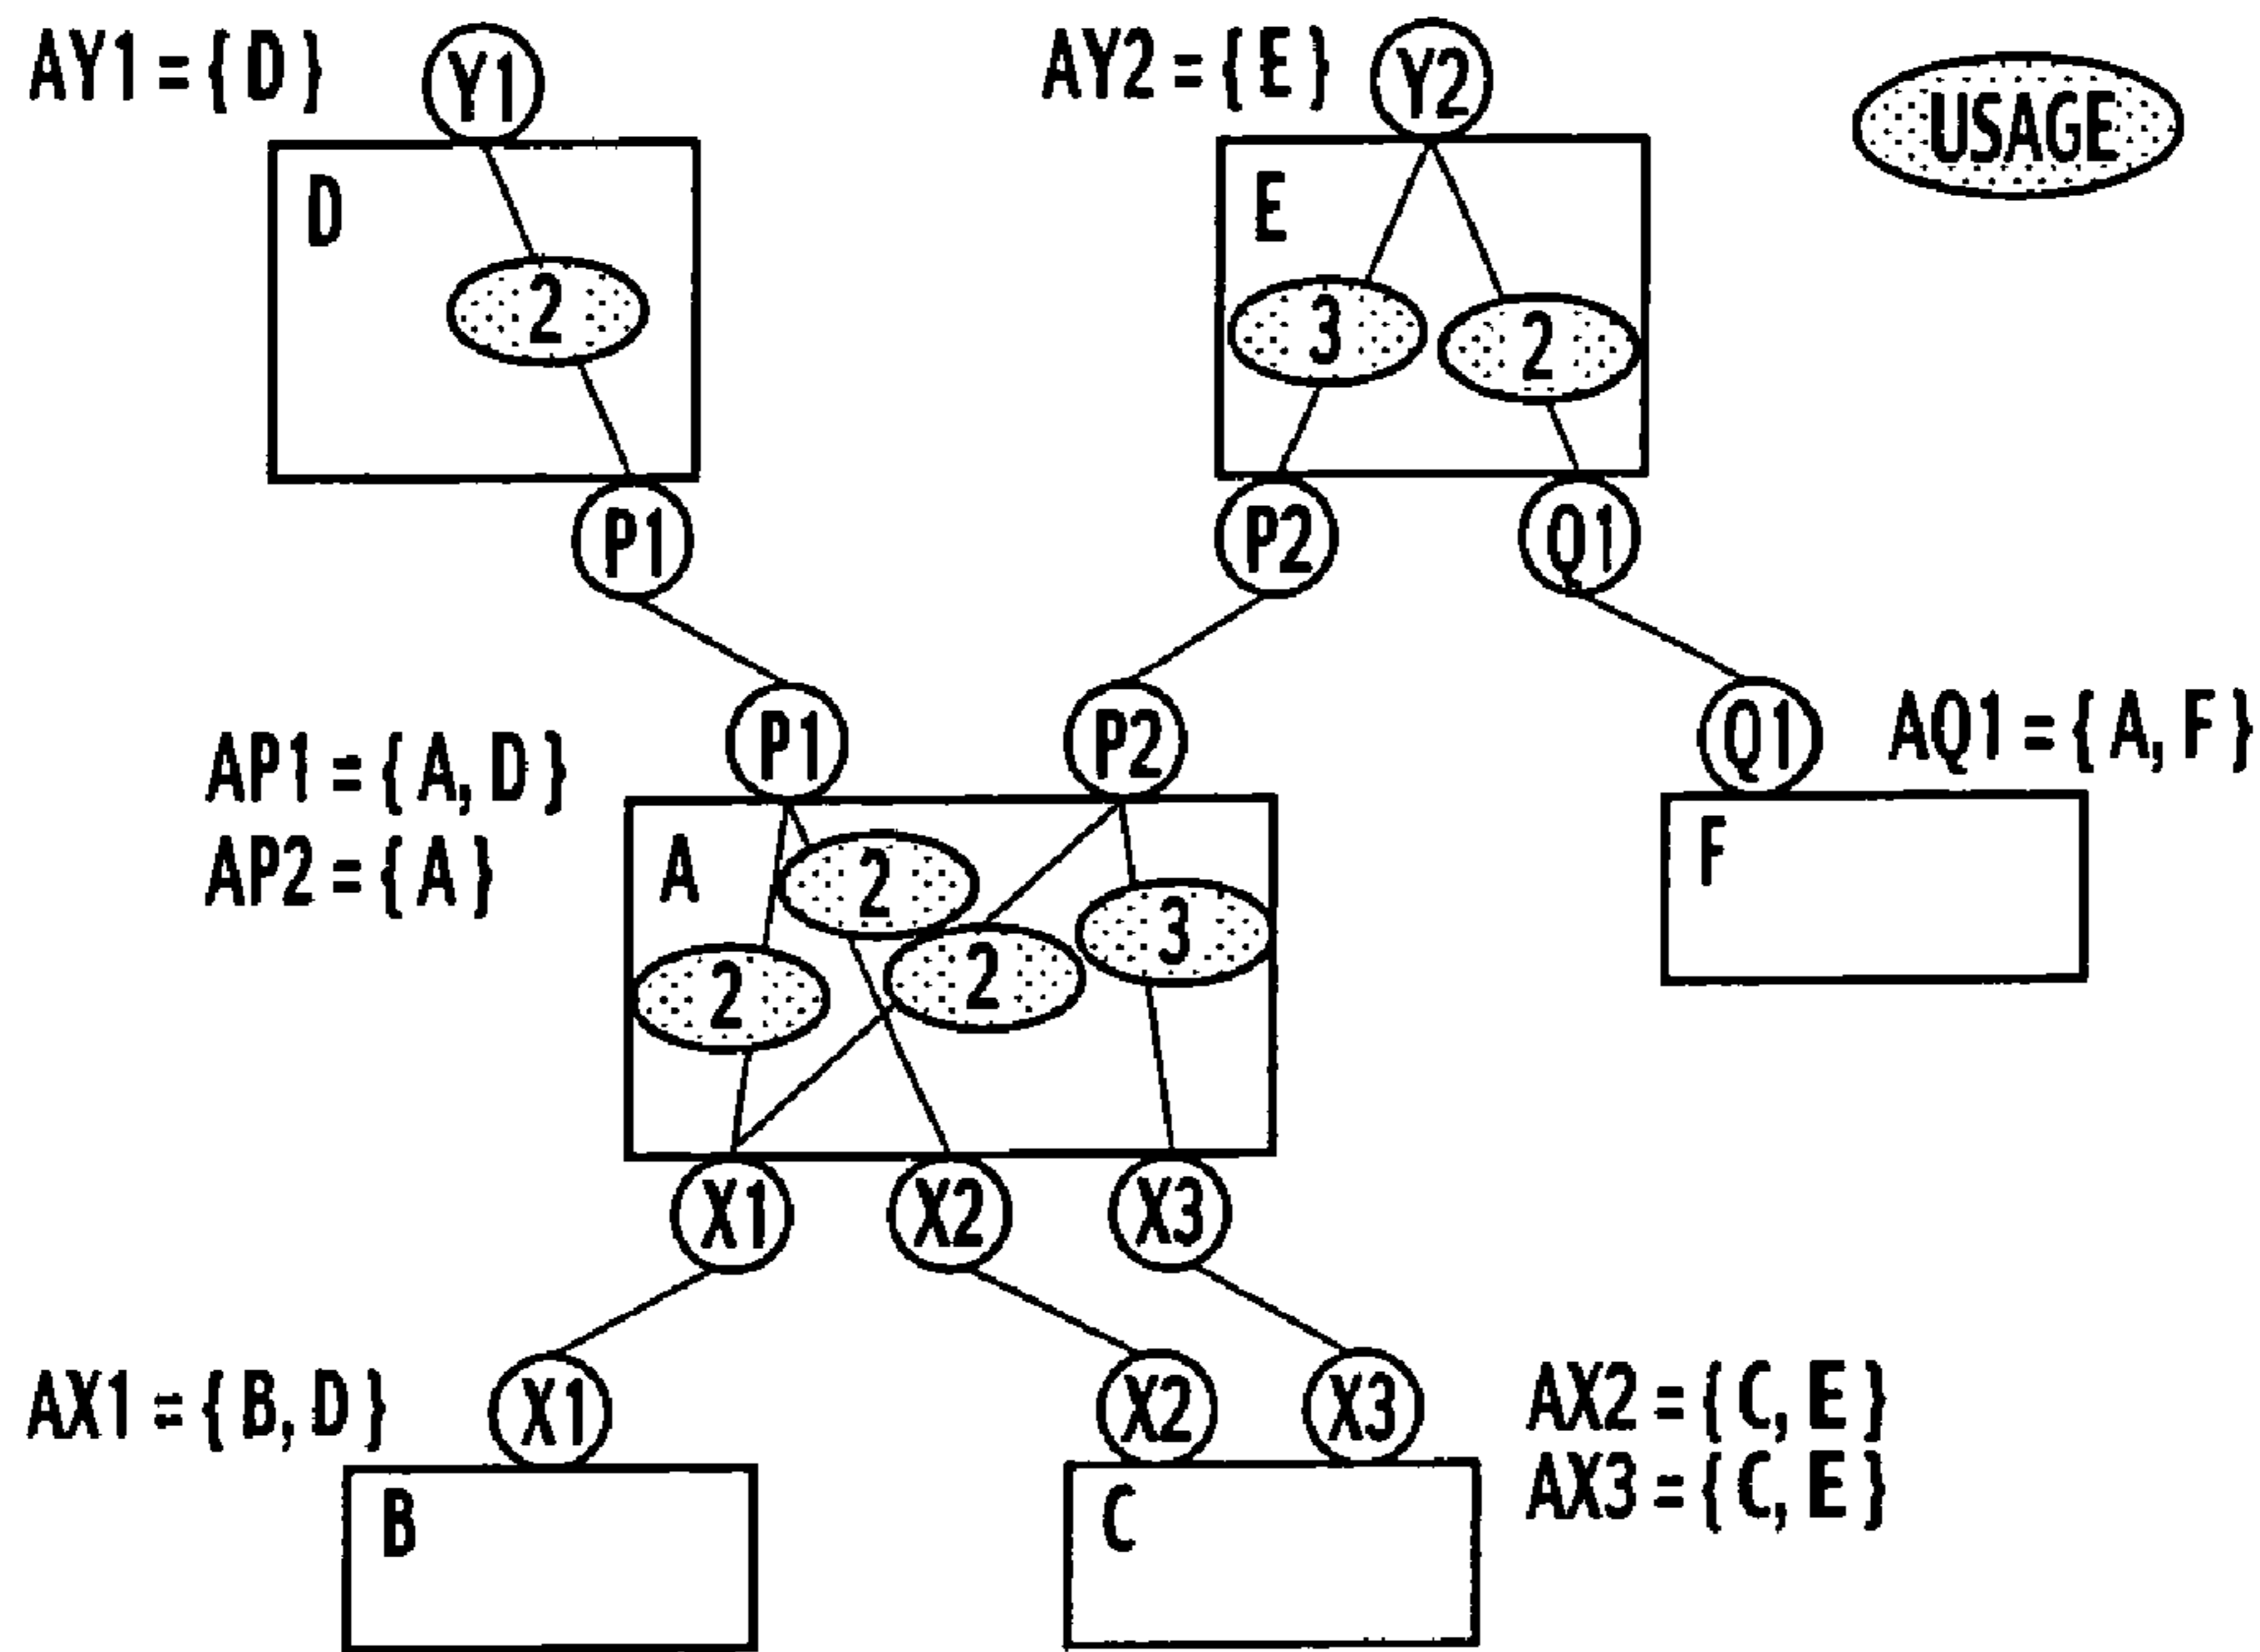 AY1={D}
Y1
AY2={E}
Y2
USAGE
D
E
2
3
2
P1
P2
Q1
P1
P2
Q1
AQ1={A,F}
AP1={A,D}
AP2={A}
A
F
2
3
2
2
X1
X2
X3
AX1={B,D}
X1
X2
X3
AX2={C,E}
AX3={C,E}
B
C